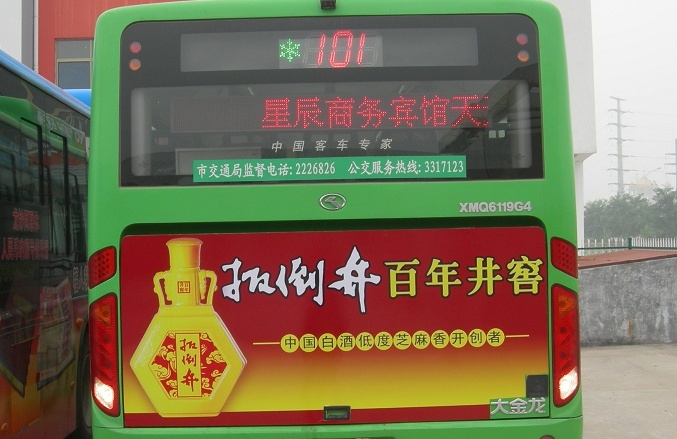 101
星辰商务宾馆天
中国客车专家
市交通局监督电话:2226826 公交服务热线:3317123
XMQ6119G4
扳倒井百年井窖
中国白酒低度芝麻香开创者
扳倒井
大金龙